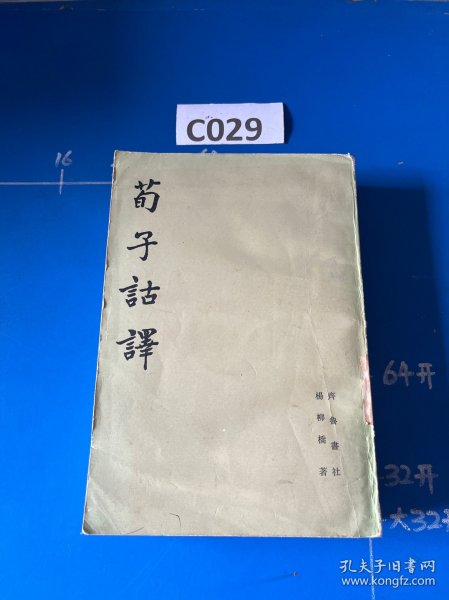 C029
16
荀子詁譯
楊柳橋著
齊魯書社
64开
32开
大32开
孔夫子旧书网
www.kongfz.com